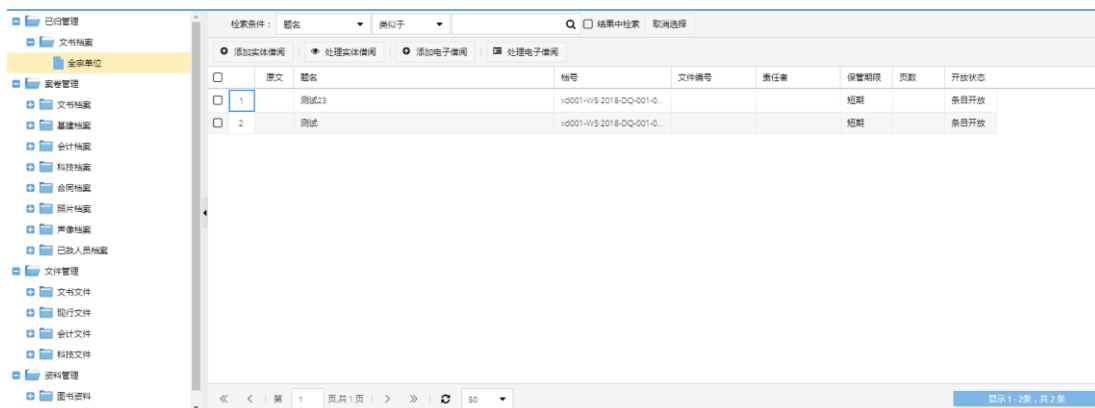 已归管理
文书档案
全宗单位
案卷管理
文书档案
基建档案
会计档案
科技档案
合同档案
照片档案
声像档案
已故人员档案
文件管理
文书文件
现行文件
会计文件
科技文件
资料管理
图书资料
检索条件： 题名 类似于 结果中检索 取消选择
添加实体借阅 处理实体借阅 添加电子借阅 处理电子借阅
原文 题名 档号 文件编号 责任者 保管期限 页数 开放状态
1 测试23 xd001-WS·2018-DQ-001-0... 短期 条目开放
2 测试 xd001-WS·2018-DQ-001-0... 短期 条目开放
第 1 页,共1页 50 显示1-2条，共2条